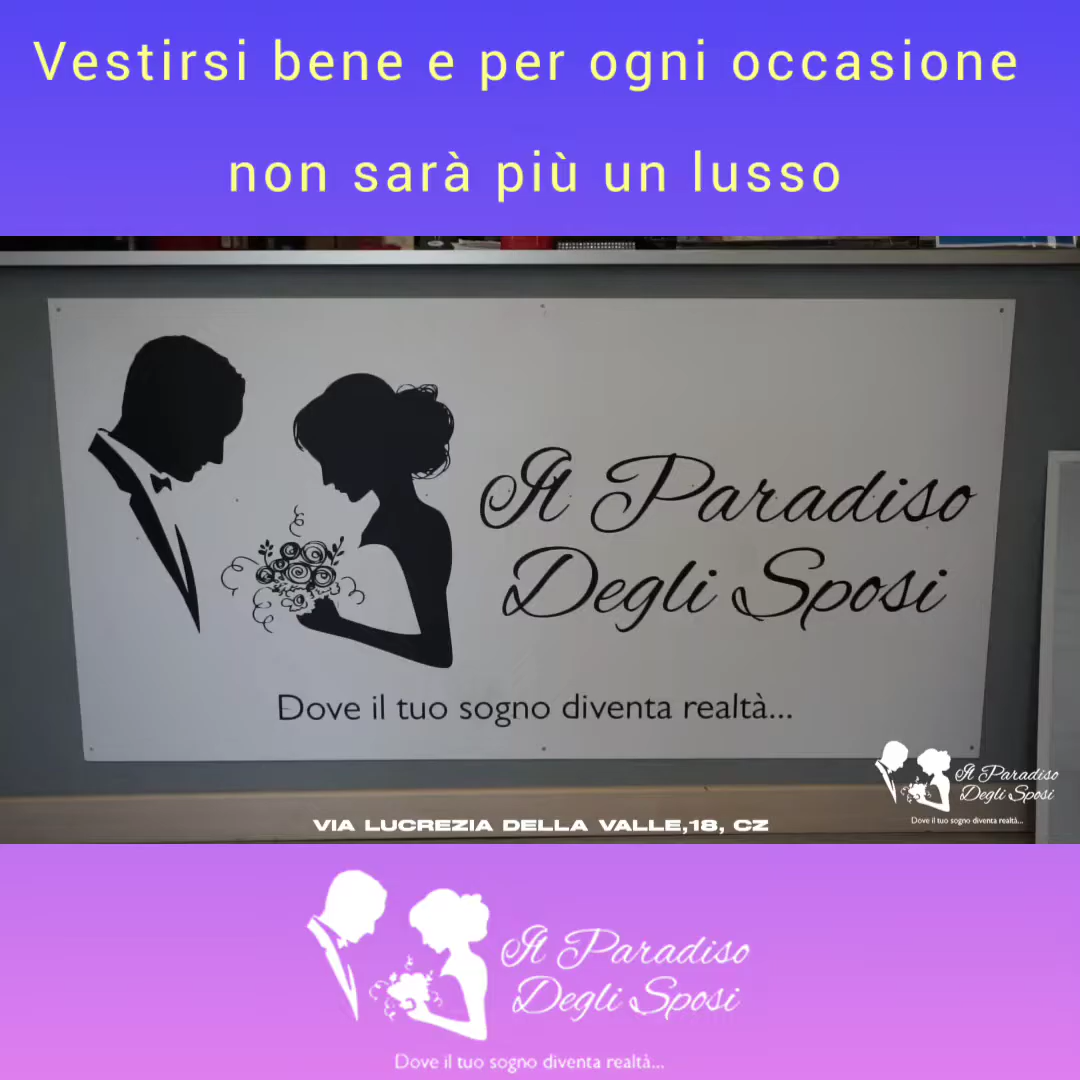 Vestirsi bene e per ogni occasione
non sarà più un lusso
Il Paradiso
Degli Sposi
Dove il tuo sogno diventa realtà...
Il Paradiso
Degli Sposi
Dove il tuo sogno diventa realtà...
VIA LUCREZIA DELLA VALLE,18, CZ
Il Paradiso
Degli Sposi
Dove il tuo sogno diventa realtà...